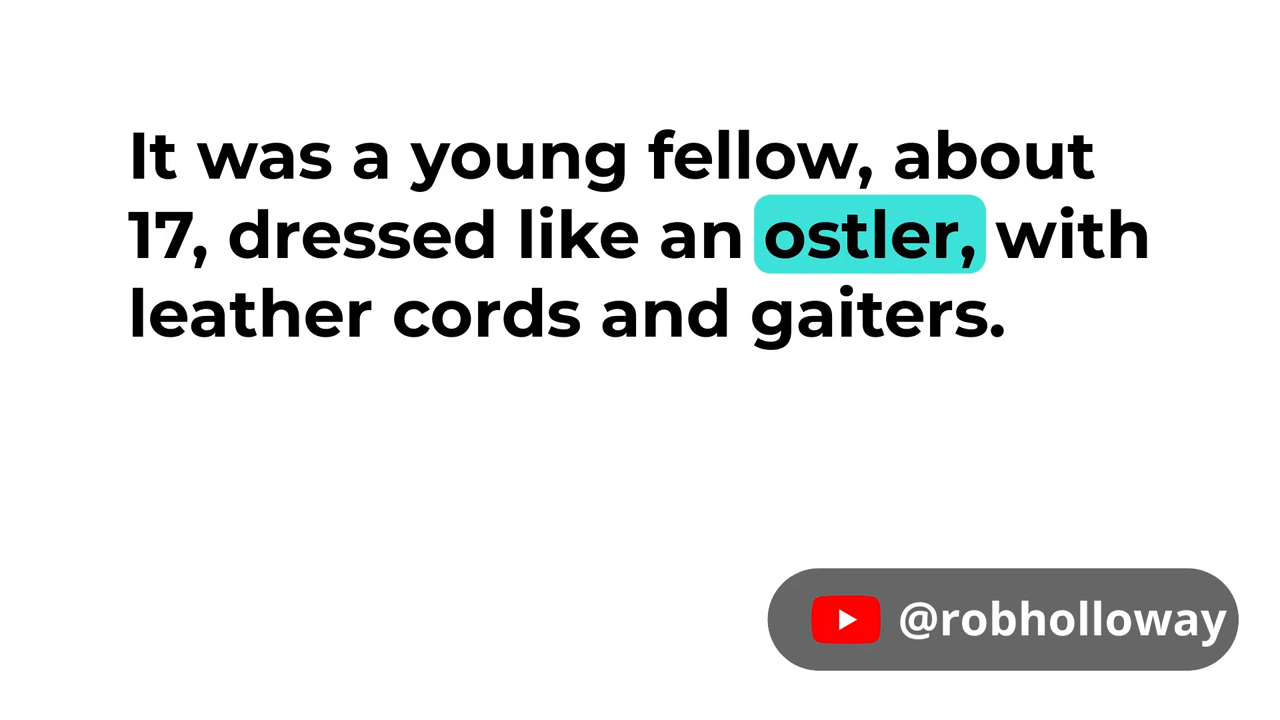 It was a young fellow, about
17, dressed like an ostler, with
leather cords and gaiters.
@robholloway